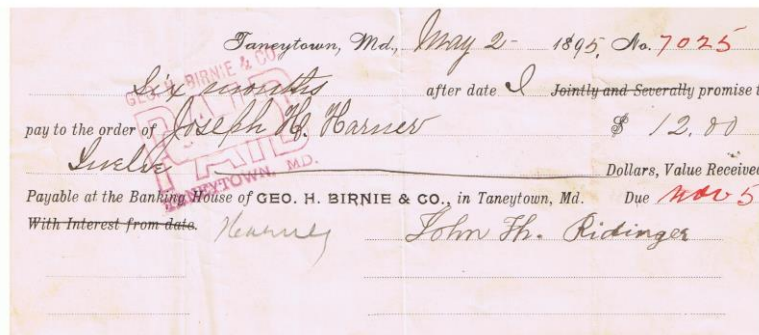 Taneytown, Md., May 2 - 1895, No. 7025
Six months after date I Jointly and Severally promise t
pay to the order of Joseph H. Harner $ 12.00
Twelve Dollars, Value Received
Payable at the Banking House of GEO. H. BIRNIE & CO., in Taneytown, Md. Due Nov 5
With Interest from date. John Th. Ridinger
GEO. H. BIRNIE & CO.
PAID
TANEYTOWN, MD.